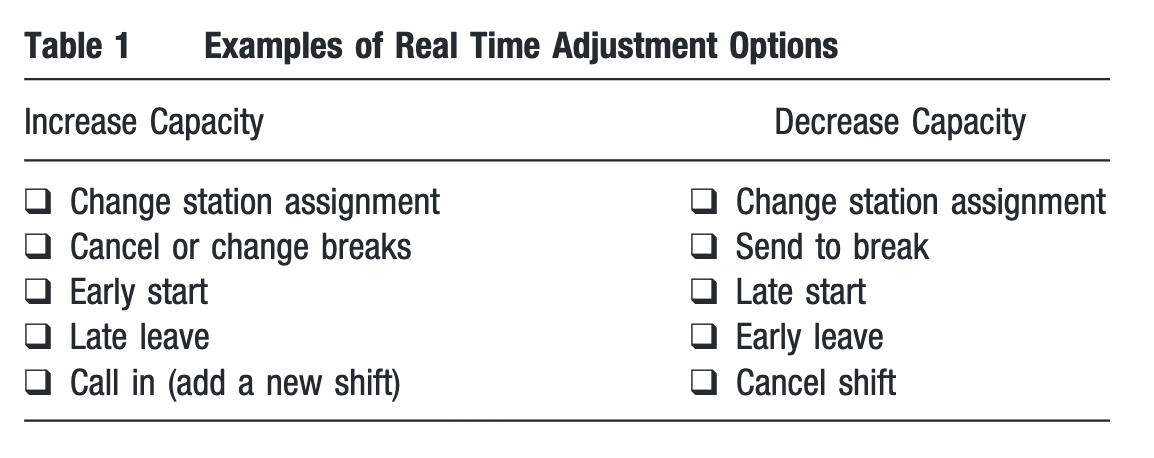 Table 1 Examples of Real Time Adjustment Options
Increase Capacity Decrease Capacity
❏ Change station assignment ❏ Change station assignment
❏ Cancel or change breaks ❏ Send to break
❏ Early start ❏ Late start
❏ Late leave ❏ Early leave
❏ Call in (add a new shift) ❏ Cancel shift